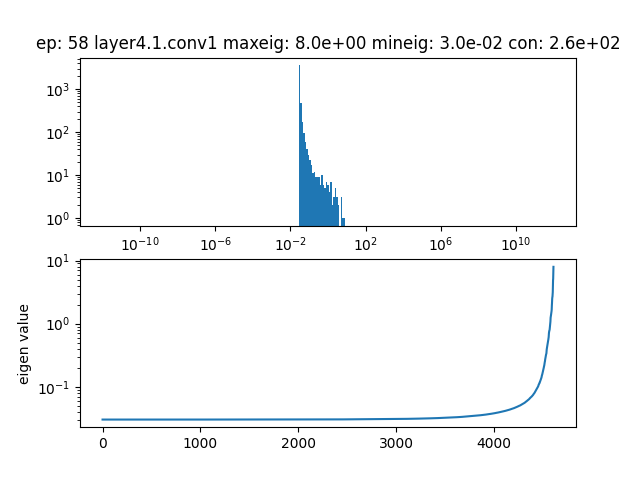 ep: 58 layer4.1.conv1 maxeig: 8.0e+00 mineig: 3.0e-02 con: 2.6e+02
10³
10²
10¹
10⁰
10⁻¹⁰ 10⁻⁶ 10⁻² 10² 10⁶ 10¹⁰
10¹
10⁰
10⁻¹
eigen value
0 1000 2000 3000 4000